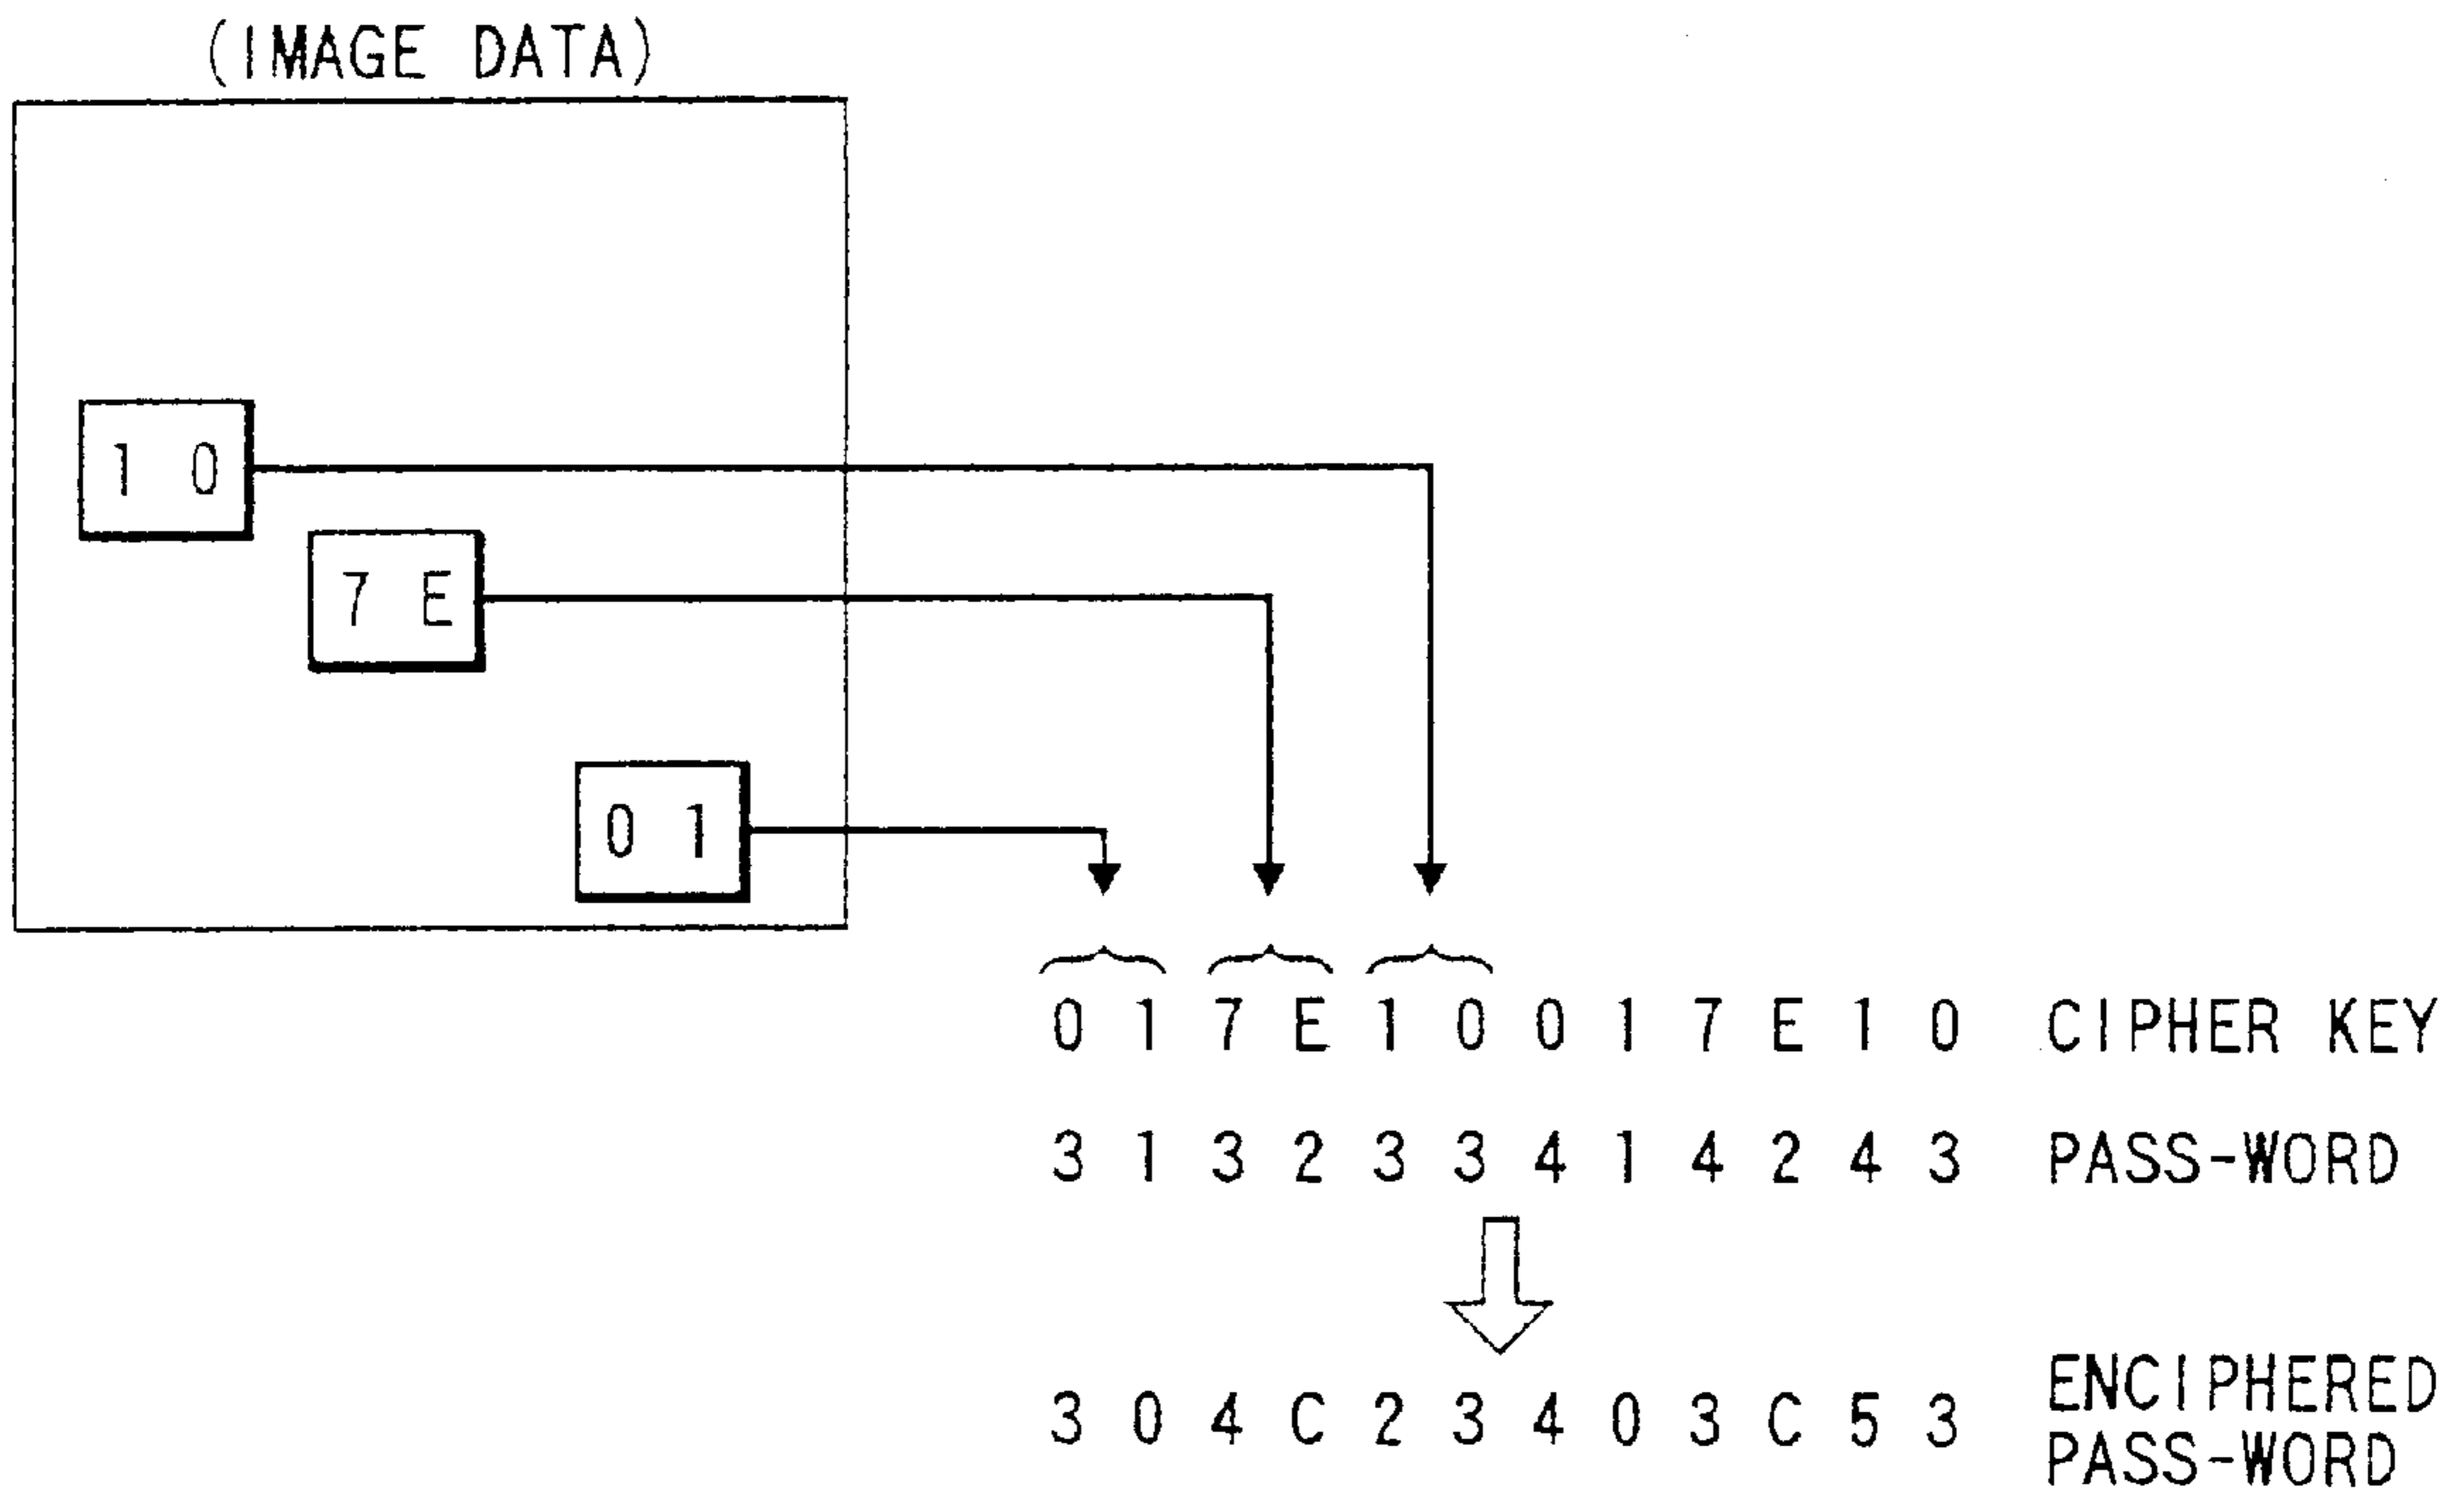 (IMAGE DATA)
1 0
7 E
0 1
0 1 7 E 1 0 0 1 7 E 1 0 CIPHER KEY
3 1 3 2 3 3 4 1 4 2 4 3 PASS-WORD
3 0 4 C 2 3 4 0 3 C 5 3 ENCIPHERED
PASS-WORD